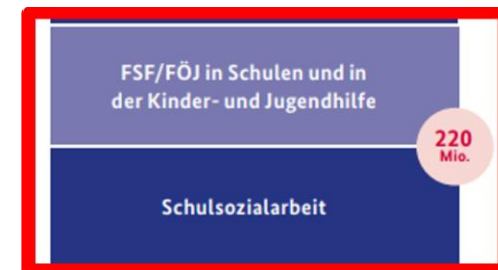 FSF/FÖJ in Schulen und in
der Kinder- und Jugendhilfe
220
Mio.
Schulsozialarbeit